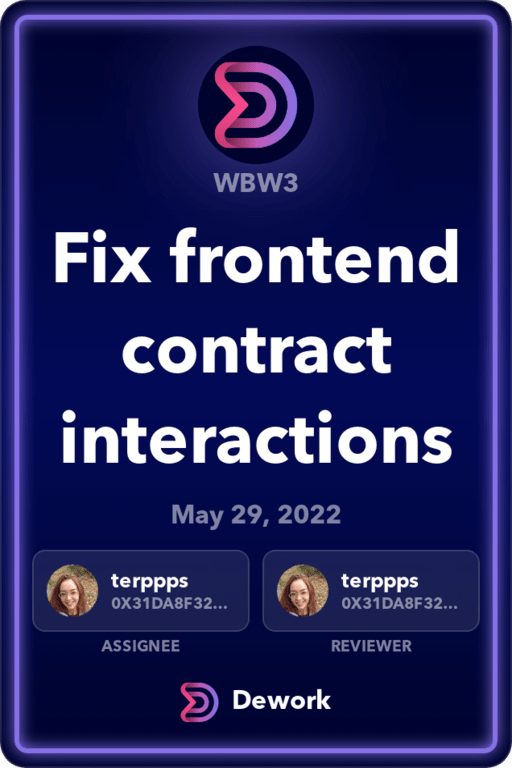 WBW3
Fix frontend
contract
interactions
May 29, 2022
terppps
0X31DA8F32...
ASSIGNEE
terppps
0X31DA8F32...
REVIEWER
Dework